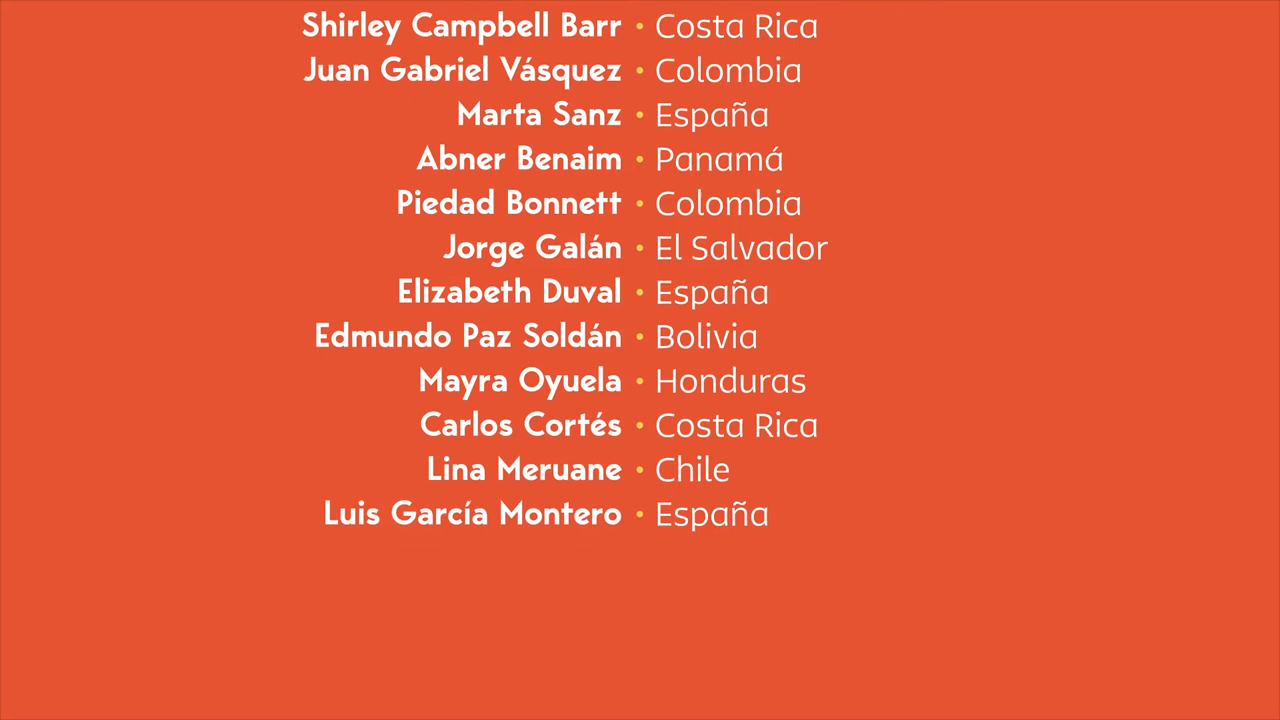 Shirley Campbell Barr • Costa Rica
Juan Gabriel Vásquez • Colombia
Marta Sanz • España
Abner Benaim • Panamá
Piedad Bonnett • Colombia
Jorge Galán • El Salvador
Elizabeth Duval • España
Edmundo Paz Soldán • Bolivia
Mayra Oyuela • Honduras
Carlos Cortés • Costa Rica
Lina Meruane • Chile
Luis García Montero • España